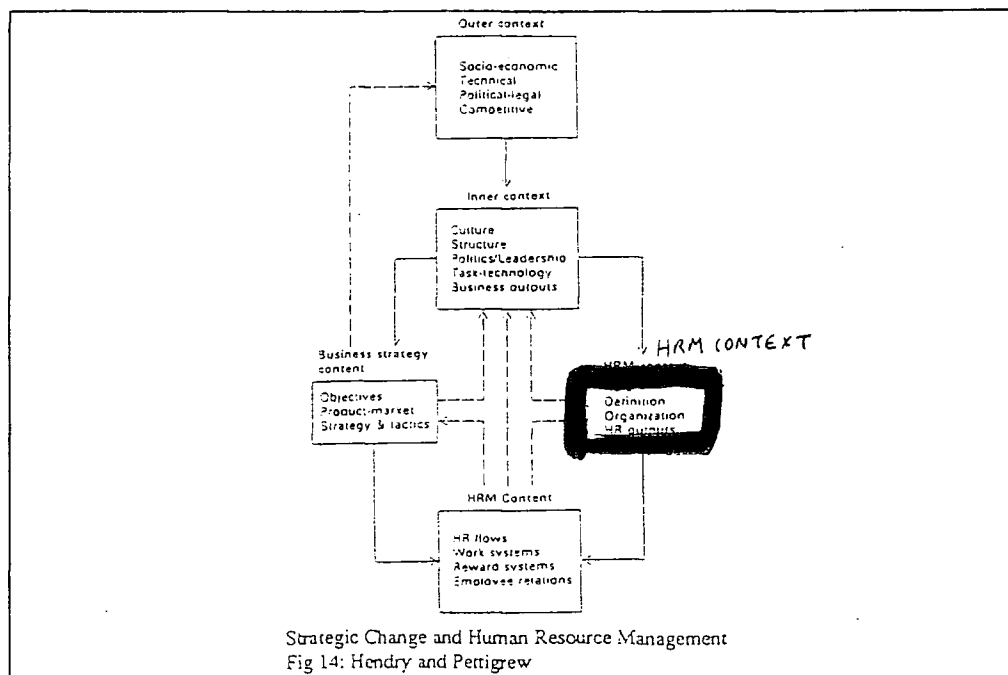 Outer context
Socio-economic
Technical
Political-legal
Competitive
Inner context
Culture
Structure
Politics/Leadership
Task-technology
Business outputs
HRM CONTEXT
Business strategy
content
Objectives
Product-market
Strategy & tactics
HRM
Role
Definition
Organization
HR outputs
HRM Content
HR flows
Work systems
Reward systems
Employee relations
Strategic Change and Human Resource Management
Fig 14: Hendry and Pettigrew